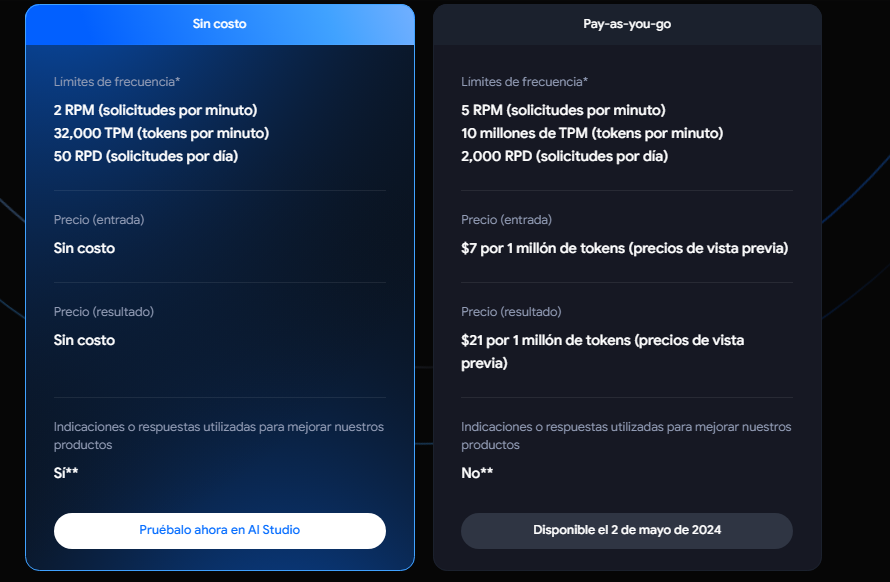 Sin costo
Límites de frecuencia*
2 RPM (solicitudes por minuto)
32,000 TPM (tokens por minuto)
50 RPD (solicitudes por día)
Precio (entrada)
Sin costo
Precio (resultado)
Sin costo
Indicaciones o respuestas utilizadas para mejorar nuestros
productos
Sí**
Pruébalo ahora en AI Studio
Pay-as-you-go
Límites de frecuencia*
5 RPM (solicitudes por minuto)
10 millones de TPM (tokens por minuto)
2,000 RPD (solicitudes por día)
Precio (entrada)
$7 por 1 millón de tokens (precios de vista previa)
Precio (resultado)
$21 por 1 millón de tokens (precios de vista
previa)
Indicaciones o respuestas utilizadas para mejorar nuestros
productos
No**
Disponible el 2 de mayo de 2024